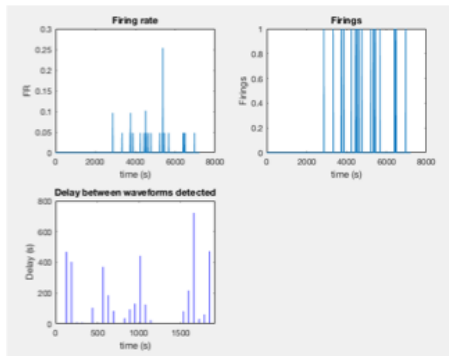 Firing rate
FR
0.3
0.25
0.2
0.15
0.1
0.05
0
0 2000 4000 6000 8000
time (s)
Firings
Firings
1
0.8
0.6
0.4
0.2
0
0 2000 4000 6000 8000
time (s)
Delay between waveforms detected
Delay (s)
800
600
400
200
0
0 500 1000 1500
time (s)